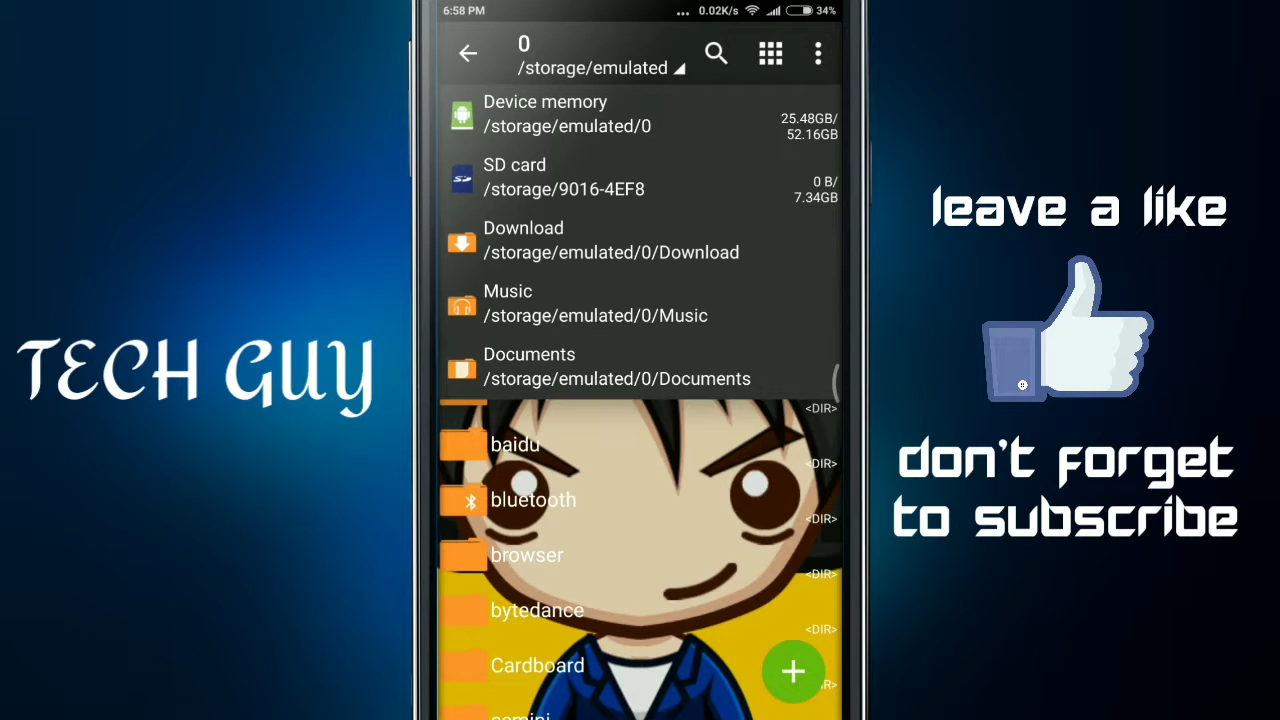 6:58 PM
... 0.02K/s
34%
0
/storage/emulated
Device memory
/storage/emulated/0
25.48GB/
52.16GB
SD card
/storage/9016-4EF8
0 B/
7.34GB
Download
/storage/emulated/0/Download
Music
/storage/emulated/0/Music
Documents
/storage/emulated/0/Documents
<DIR>
baidu
<DIR>
bluetooth
<DIR>
browser
<DIR>
bytedance
<DIR>
Cardboard
TECH GUY
LEAVE A LIKE
DON'T FORGET
TO SUBSCRIBE